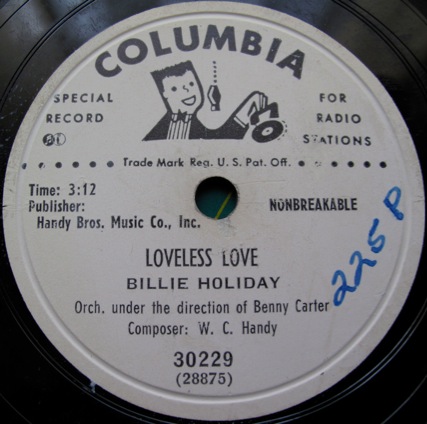 COLUMBIA
SPECIAL RECORD
FOR RADIO STATIONS
Trade Mark Reg. U. S. Pat. Off.
Time: 3:12
Publisher:
Handy Bros. Music Co., Inc.
NONBREAKABLE
LOVELESS LOVE
BILLIE HOLIDAY
Orch. under the direction of Benny Carter
Composer: W. C. Handy
30229
(28875)
225 P